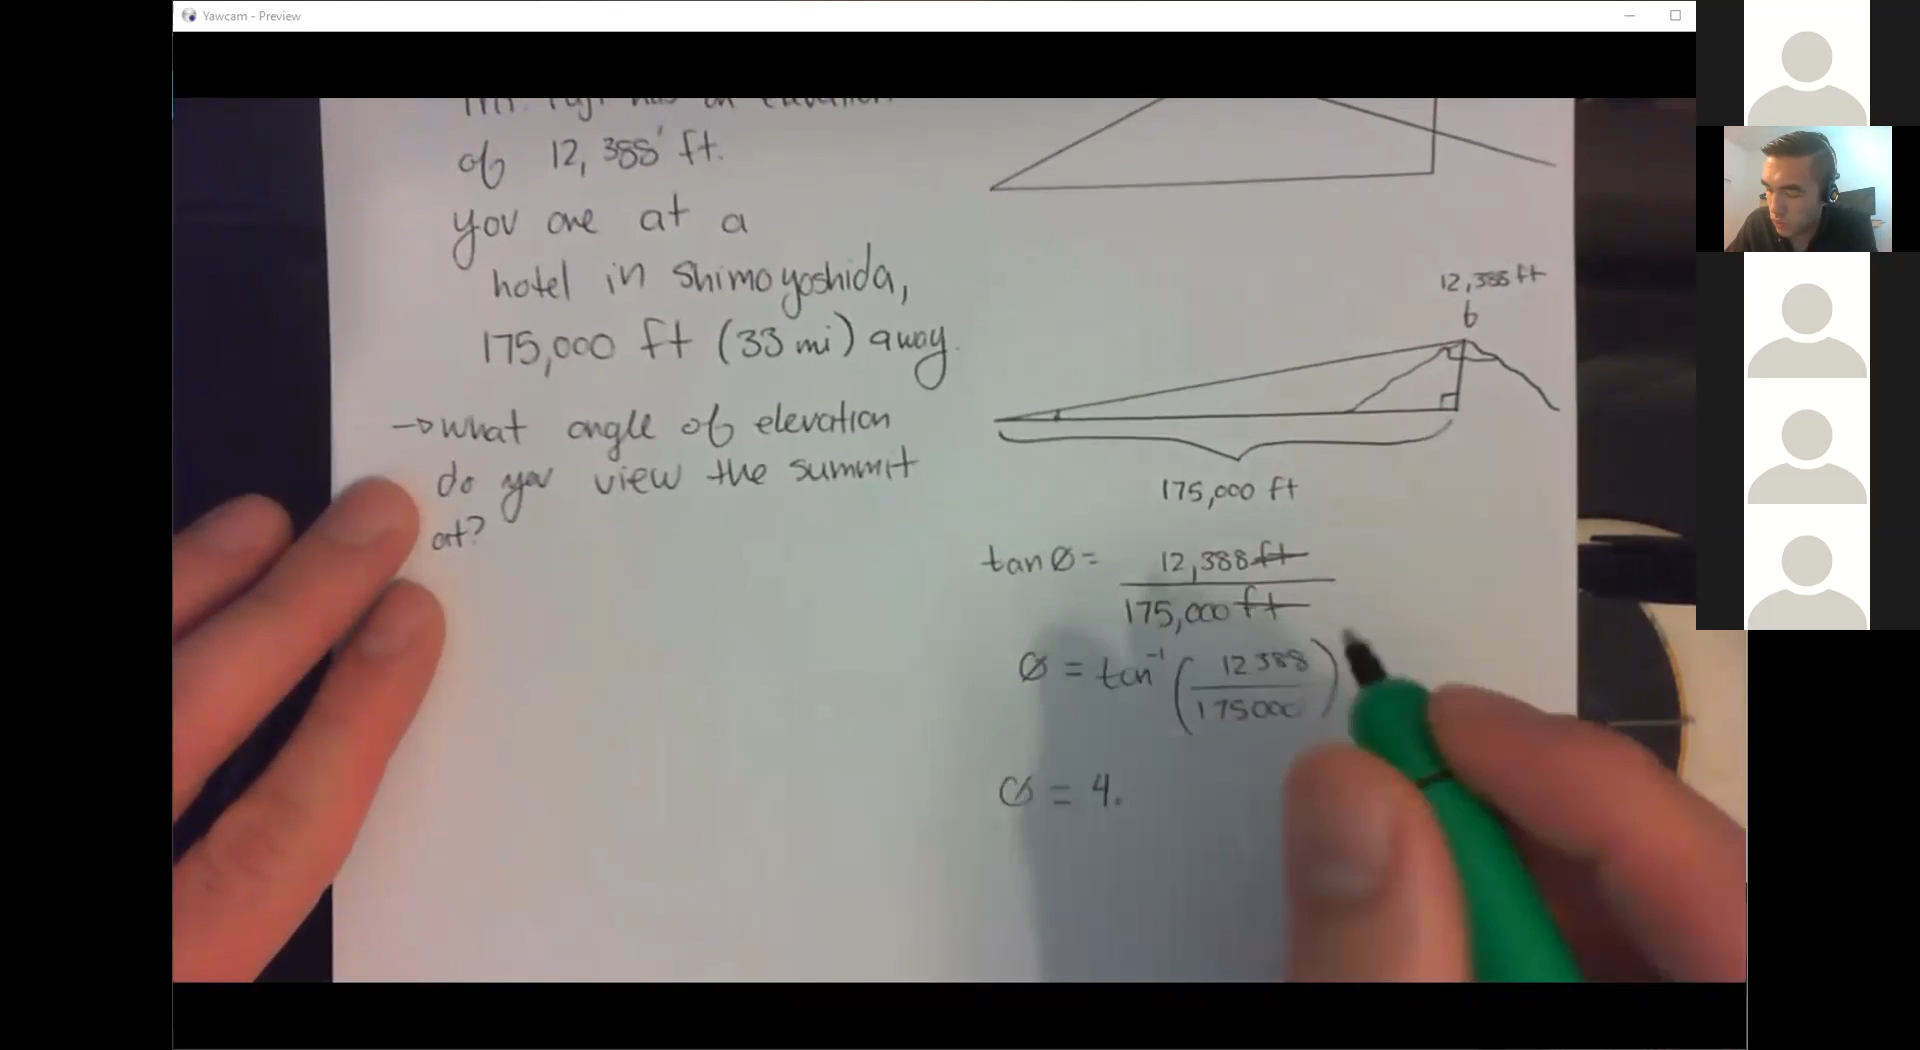 Yawcam - Preview
of 12,388' ft.
you are at a
hotel in Shimoyoshida,
175,000 ft (33 mi) away.
→ what angle of elevation
do you view the summit
at?
12,388 ft
175,000 ft
tan Ø = 12,388 ft
175,000 ft
Ø = tan⁻¹ ( 12388
175000 )
Ø = 4.